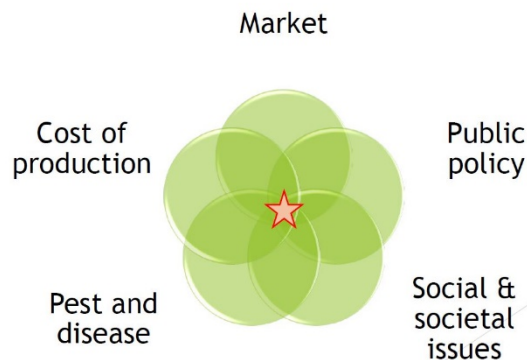 Market
Cost of
production
Public
policy
Pest and
disease
Social &
societal
issues